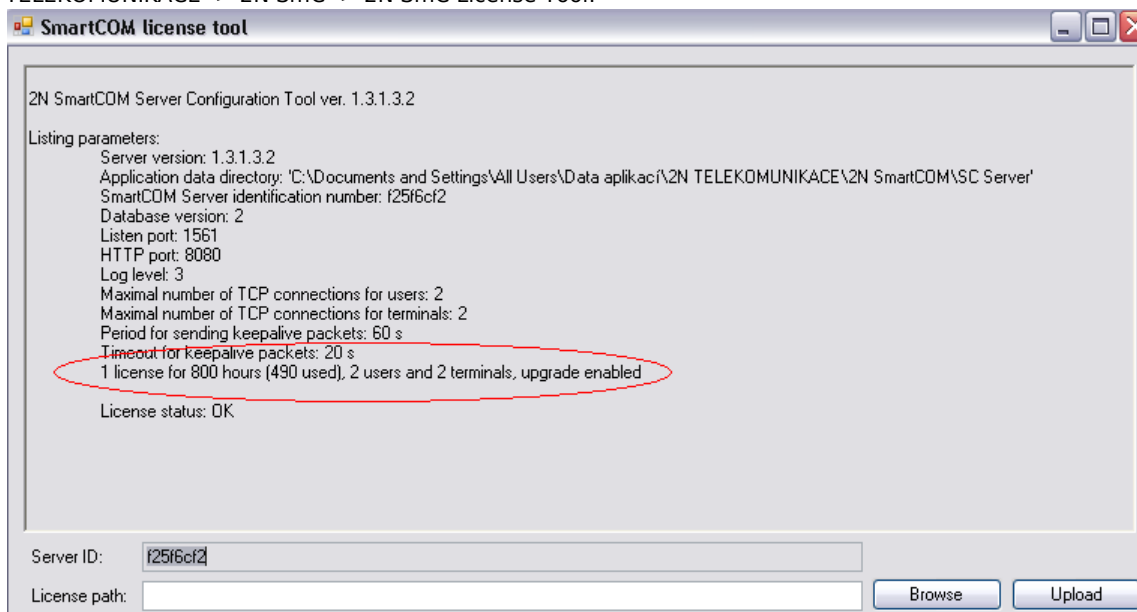 SmartCOM license tool
2N SmartCOM Server Configuration Tool ver. 1.3.1.3.2
Listing parameters:
Server version: 1.3.1.3.2
Application data directory: 'C:\Documents and Settings\All Users\Data aplikací\2N TELEKOMUNIKACE\2N SmartCOM\SC Server'
SmartCOM Server identification number: f25f6cf2
Database version: 2
Listen port: 1561
HTTP port: 8080
Log level: 3
Maximal number of TCP connections for users: 2
Maximal number of TCP connections for terminals: 2
Period for sending keepalive packets: 60 s
Timeout for keepalive packets: 20 s
1 license for 800 hours (490 used), 2 users and 2 terminals, upgrade enabled
License status: OK
Server ID: f25f6cf2
License path: Browse Upload